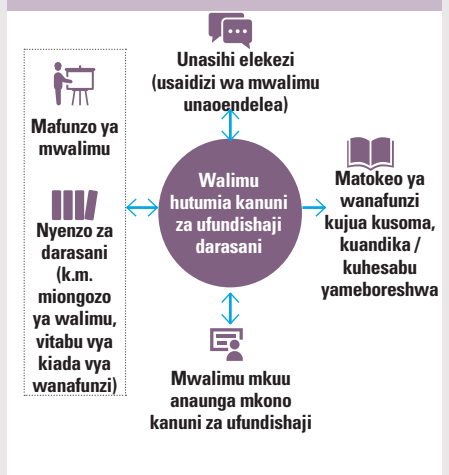 Unasihi elekezi
(usaidizi wa mwalimu
unaoendelea)
Mafunzo ya
mwalimu
Nyenzo za
darasani
(k.m.
miongozo
ya walimu,
vitabu vya
kiada vya
wanafunzi)
Walimu
hutumia kanuni
za ufundishaji
darasani
Matokeo ya
wanafunzi
kujua kusoma,
kuandika /
kuhesabu
yameboreshwa
Mwalimu mkuu
anaunga mkono
kanuni za ufundishaji